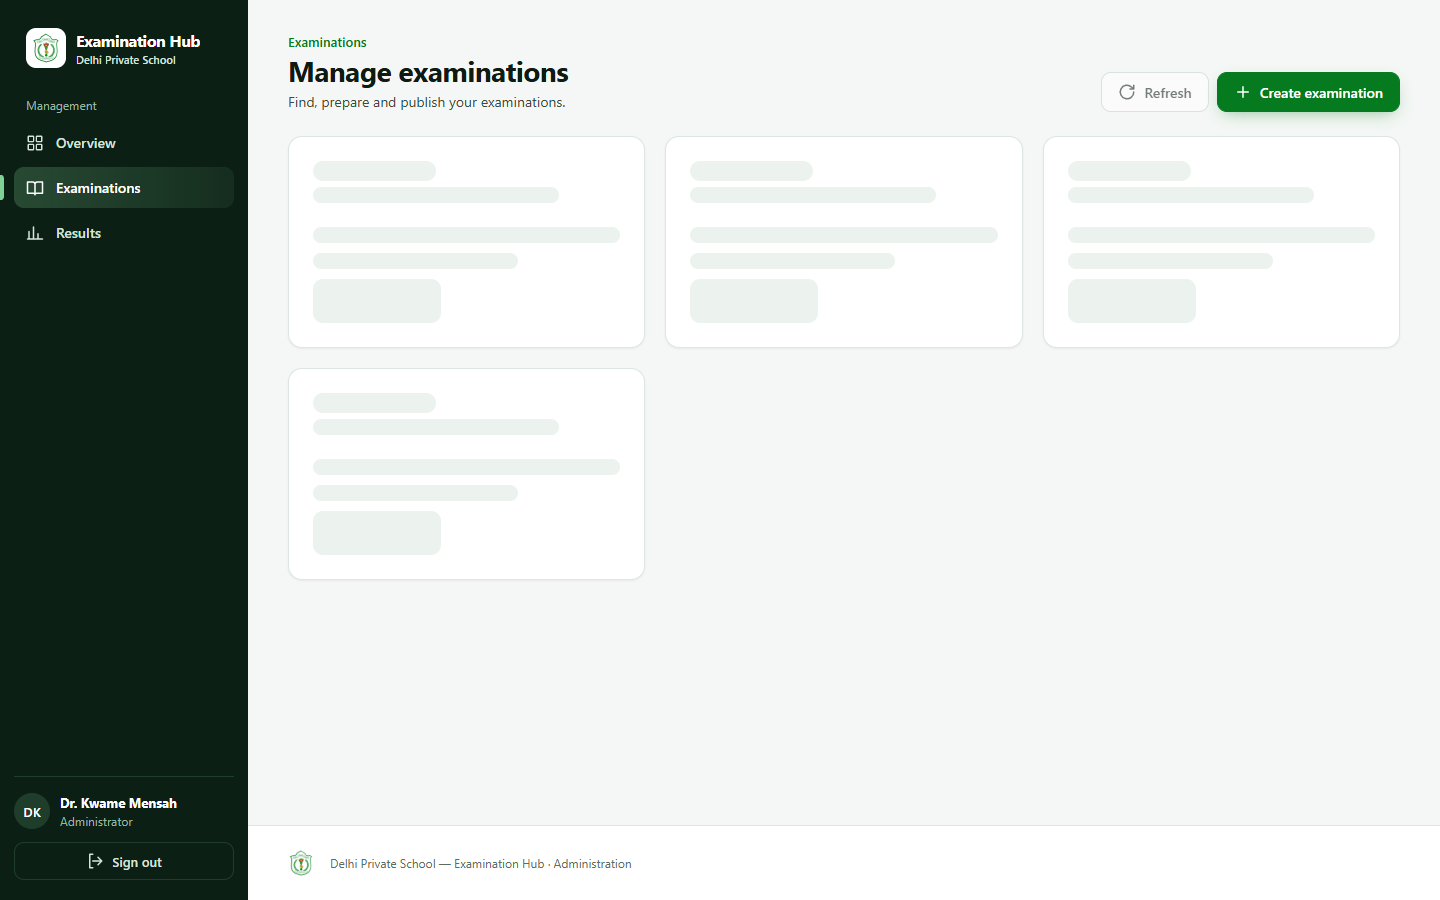 Examination Hub
Delhi Private School
Management
Overview
Examinations
Results
Dr. Kwame Mensah
DK
Administrator
Sign out
Examinations
Manage examinations
Find, prepare and publish your examinations.
Refresh
Create examination
Delhi Private School — Examination Hub · Administration